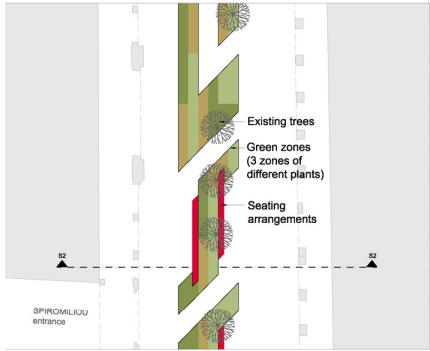 Existing trees
Green zones
(3 zones of
different plants)
Seating
arrangements
S2
S2
SPIROMILIOU
entrance